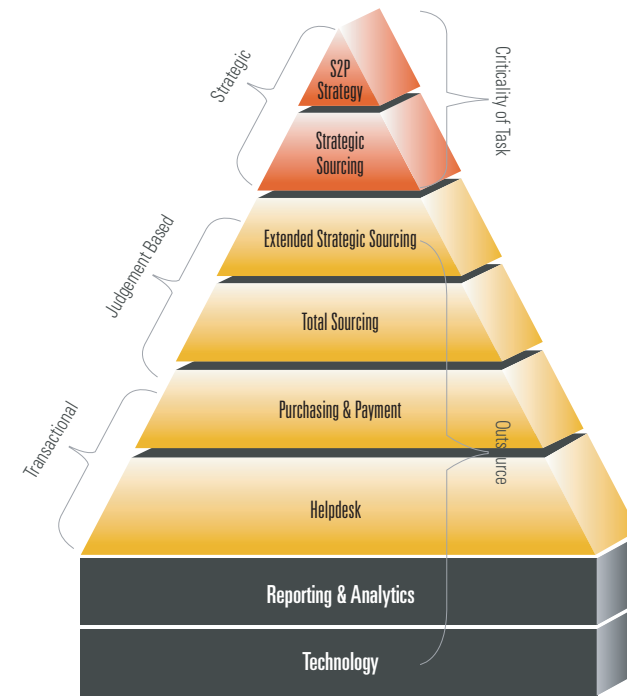 S2P
Strategy
Strategic
Sourcing
Extended Strategic Sourcing
Total Sourcing
Purchasing & Payment
Helpdesk
Reporting & Analytics
Technology
Strategic
Judgement Based
Transactional
Criticality of Task
Outsource